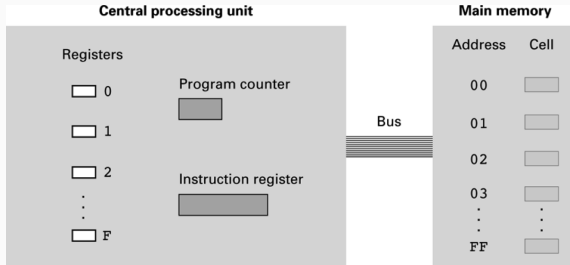 Central processing unit
Main memory
Registers
Address Cell
Program counter
0
00
1
Bus
01
2
02
Instruction register
03
F
FF